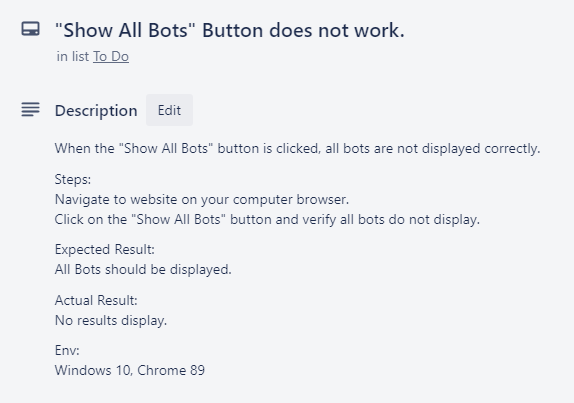 "Show All Bots" Button does not work.
in list To Do
Description Edit
When the "Show All Bots" button is clicked, all bots are not displayed correctly.
Steps:
Navigate to website on your computer browser.
Click on the "Show All Bots" button and verify all bots do not display.
Expected Result:
All Bots should be displayed.
Actual Result:
No results display.
Env:
Windows 10, Chrome 89